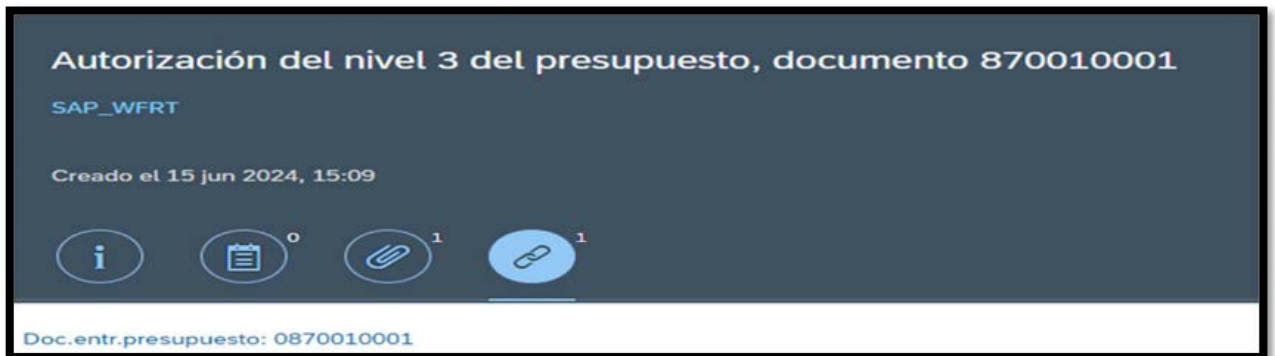 Autorización del nivel 3 del presupuesto, documento 870010001
SAP_WFRT
Creado el 15 jun 2024, 15:09
i 0 1 1
Doc.entr.presupuesto: 0870010001